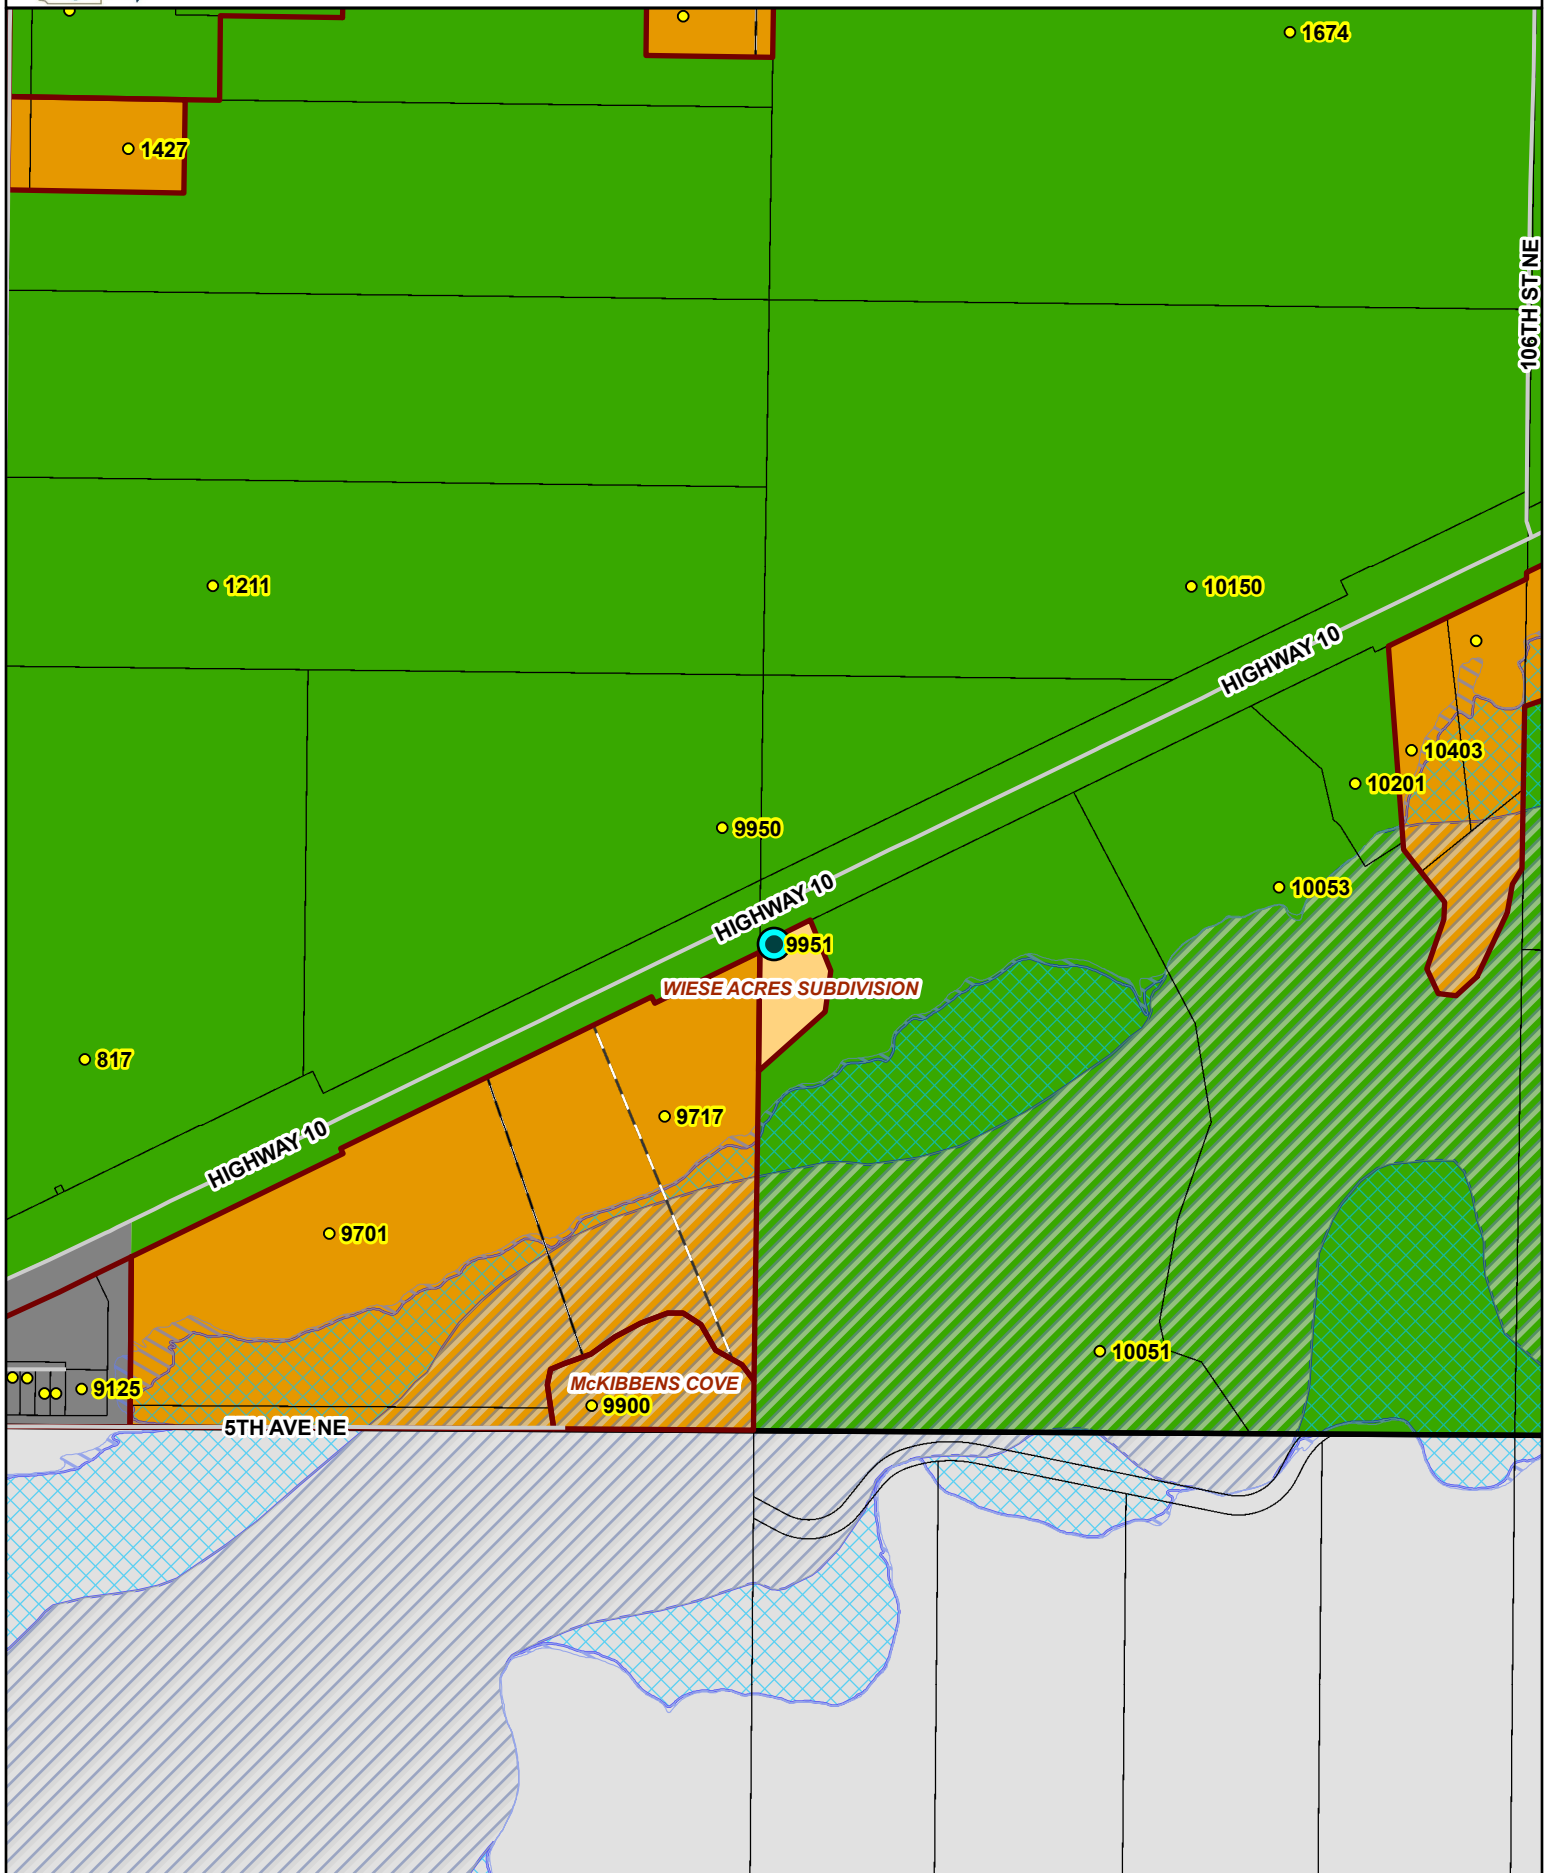 1674
1427
106TH ST NE
1211
10150
HIGHWAY 10
10403
10201
9950
10053
HIGHWAY 10
9951
WIESE ACRES SUBDIVISION
817
9717
HIGHWAY 10
9701
10051
McKIBBENS COVE
9125
9900
5TH AVE NE